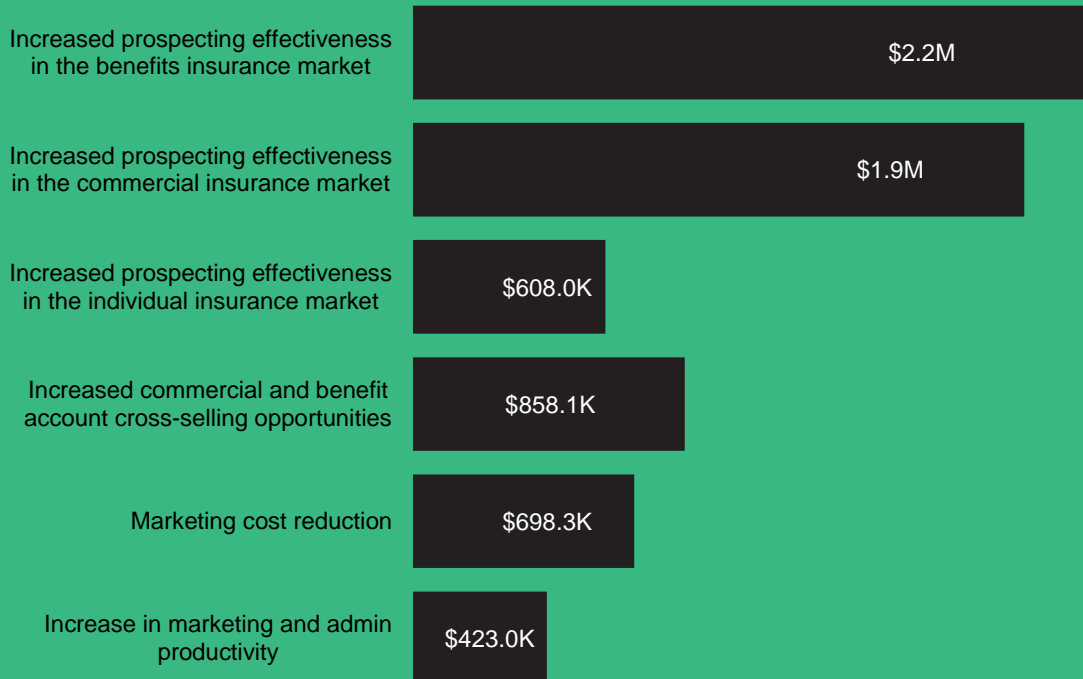 Increased prospecting effectiveness
in the benefits insurance market
$2.2M
Increased prospecting effectiveness
in the commercial insurance market
$1.9M
Increased prospecting effectiveness
in the individual insurance market
$608.0K
Increased commercial and benefit
account cross-selling opportunities
$858.1K
Marketing cost reduction
$698.3K
Increase in marketing and admin
productivity
$423.0K